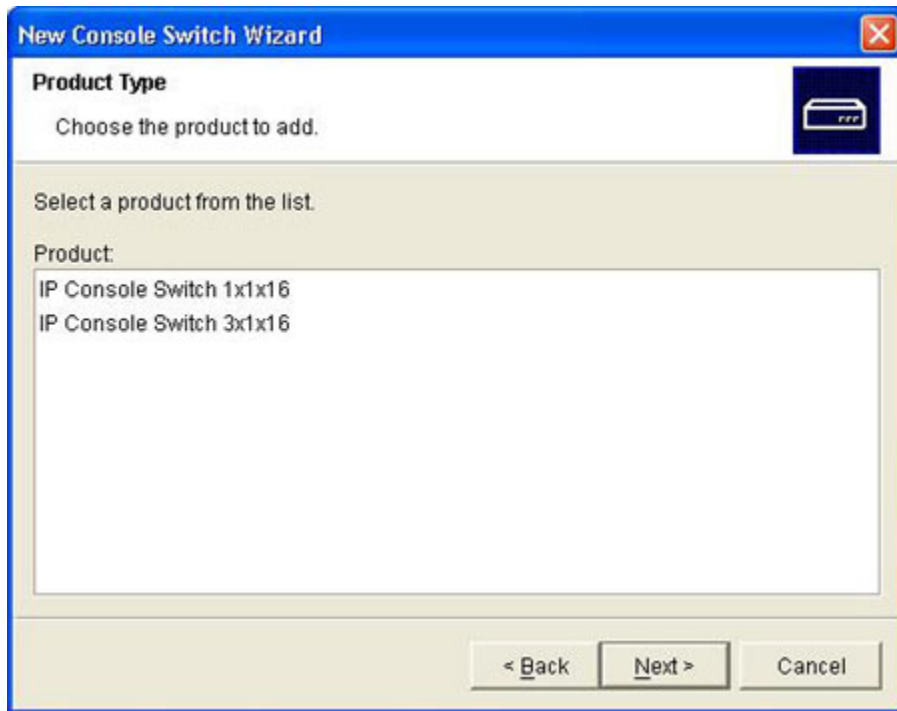 New Console Switch Wizard
Product Type
Choose the product to add.
Select a product from the list.
Product:
IP Console Switch 1x1x16
IP Console Switch 3x1x16
< Back
Next >
Cancel